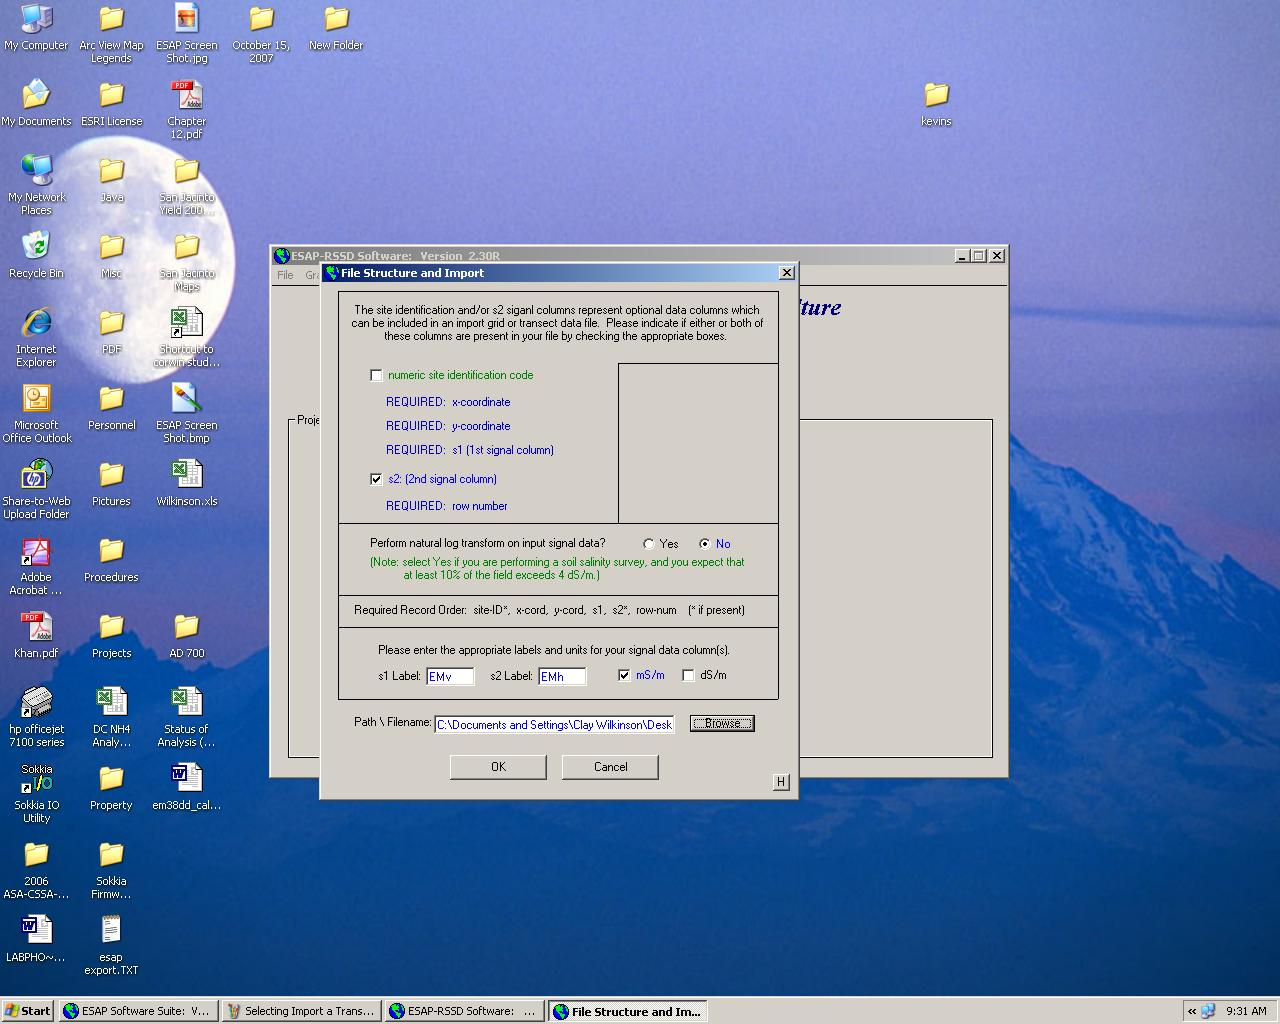 My Computer
Arc View Map
Legends
ESAP Screen
Shot.jpg
October 15,
2007
New Folder
My Documents
ESRI License
PDF
Adobe
Chapter
12.pdf
kevins
My Network
Places
Java
San Jacinto
Yield 200...
Recycle Bin
Misc
San Jacinto
Maps
Internet
Explorer
PDF
Shortcut to
corwin stud...
Microsoft
Office Outlook
Personnel
ESAP Screen
Shot.bmp
Share-to-Web
Upload Folder
Pictures
Wilkinson.xls
Adobe
Acrobat ...
Procedures
PDF
Adobe
Khan.pdf
Projects
AD 700
hp officejet
7100 series
DC NH4
Analy...
Status of
Analysis (...
Sokkia
I/O
Sokkia IO
Utility
Property
em38dd_cal...
2006
ASA-CSSA-...
Sokkia
Firmw...
LABPHO~...
esap
export.TXT
ESAP-RSSD Software: Version 2.30R
File Gra
lture
Proje
File Structure and Import
The site identification and/or s2 siganl columns represent optional data columns which
can be included in an import grid or transect data file. Please indicate if either or both of
these columns are present in your file by checking the appropriate boxes.
numeric site identification code
REQUIRED: x-coordinate
REQUIRED: y-coordinate
REQUIRED: s1 (1st signal column)
s2: (2nd signal column)
REQUIRED: row number
Perform natural log transform on input signal data? Yes No
(Note: select Yes if you are performing a soil salinity survey, and you expect that
at least 10% of the field exceeds 4 dS/m.)
Required Record Order: site-ID*, x-cord, y-cord, s1, s2*, row-num (* if present)
Please enter the appropriate labels and units for your signal data column(s).
s1 Label: EMv s2 Label: EMh mS/m dS/m
Path \ Filename: C:\Documents and Settings\Clay Wilkinson\Desk Browse
OK Cancel
H
Start ESAP Software Suite: V... Selecting Import a Trans... ESAP-RSSD Software: ... File Structure and Im... « 9:31 AM